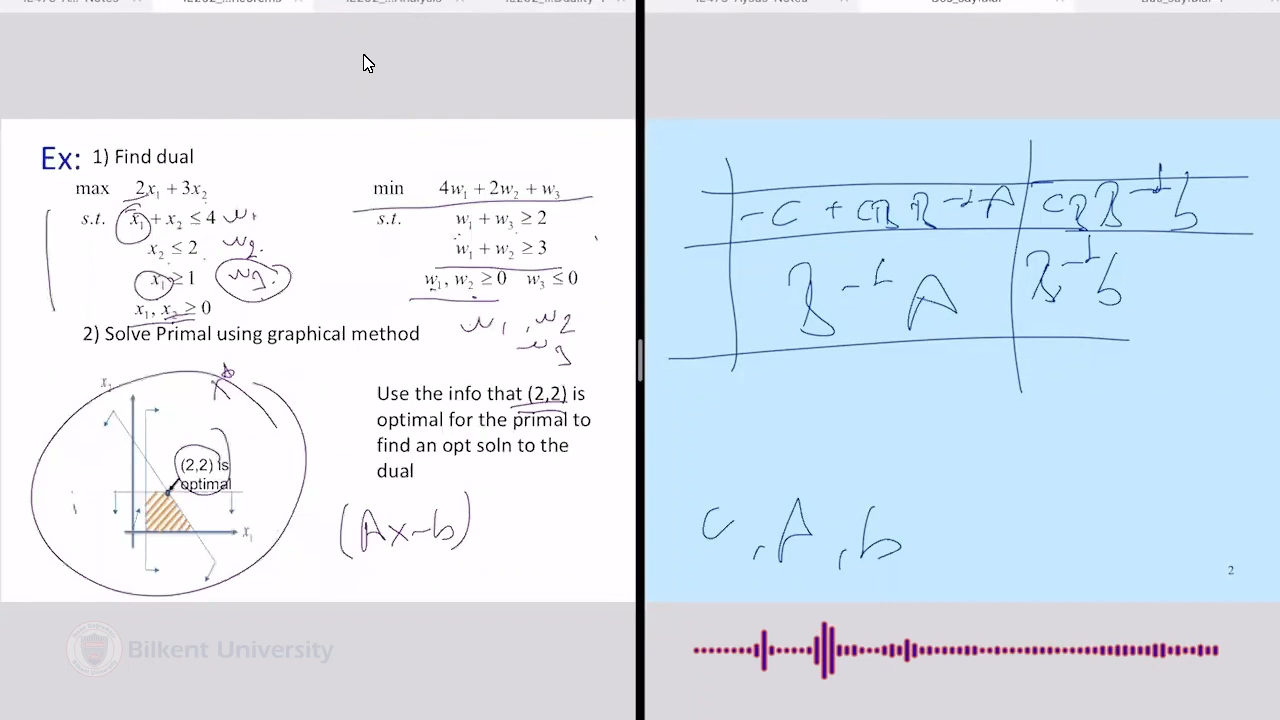 Ex: 1) Find dual
max 2x₁ + 3x₂
s.t. x₁ + x₂ ≤ 4 w₁
x₂ ≤ 2 w₂
x₁ ≥ 1 w₃
x₁, x₂ ≥ 0
min 4w₁ + 2w₂ + w₃
s.t. w₁ + w₃ ≥ 2
w₁ + w₂ ≥ 3
w₁, w₂ ≥ 0 w₃ ≤ 0
w₁, w₂
w₃
2) Solve Primal using graphical method
x₂
(2,2) is
optimal
x₁
Use the info that (2,2) is
optimal for the primal to
find an opt soln to the
dual
(Ax-b)
Bilkent University
-c + cB B⁻¹A cB B⁻¹b
B⁻¹A B⁻¹b
c, A, b
2